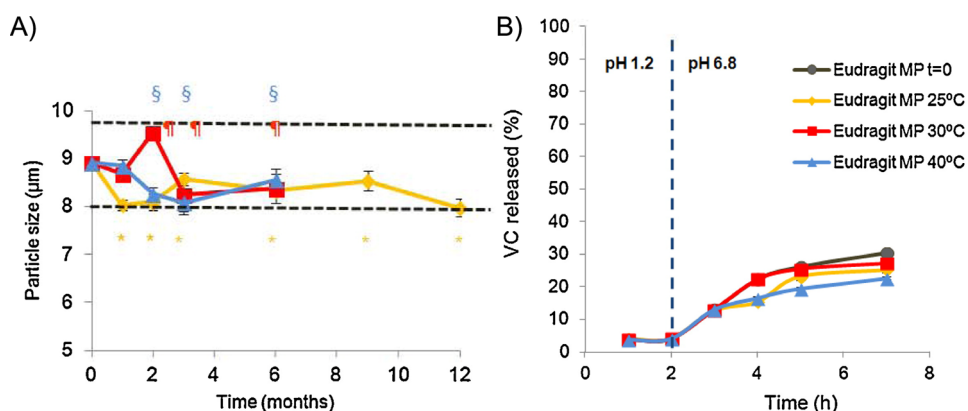 A)
§ § §
¶ ¶ ¶
10
9
8
7
6
5
Particle size (µm)
* * * * * *
0 2 4 6 8 10 12
Time (months)
B)
pH 1.2 pH 6.8
100
90
80
70
60
50
40
30
20
10
0
VC released (%)
0 2 4 6 8
Time (h)
Eudragit MP t=0
Eudragit MP 25ºC
Eudragit MP 30ºC
Eudragit MP 40ºC